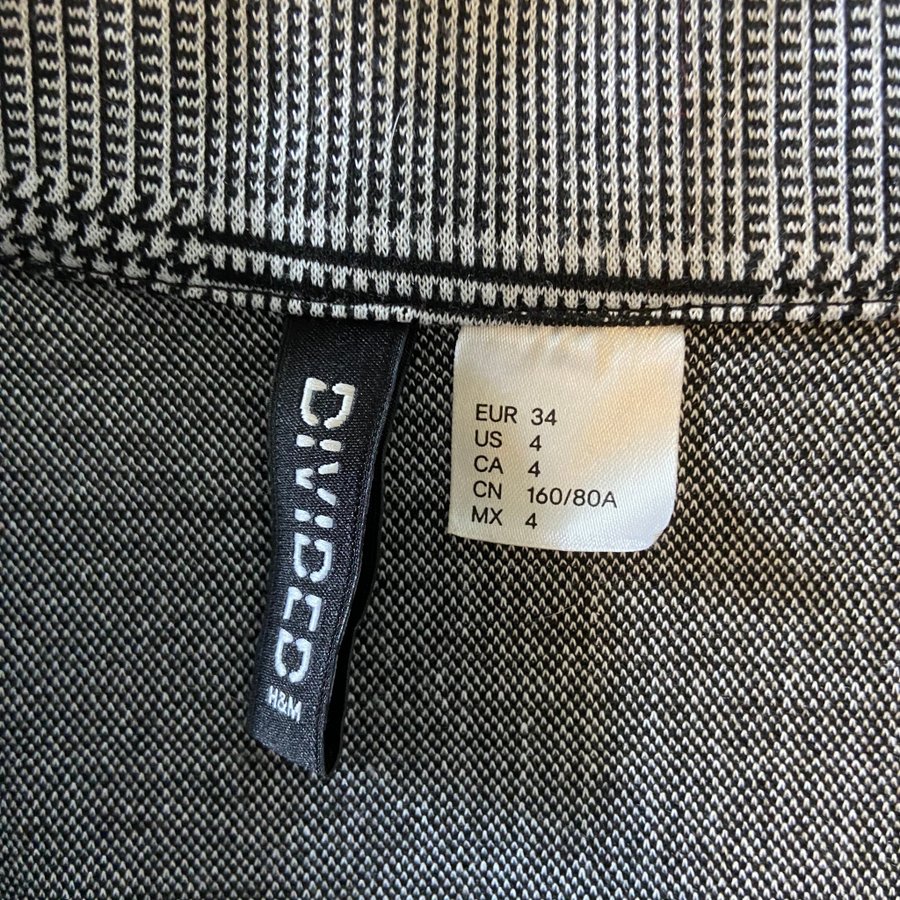 DIVIDED
H&M
EUR 34
US 4
CA 4
CN 160/80A
MX 4